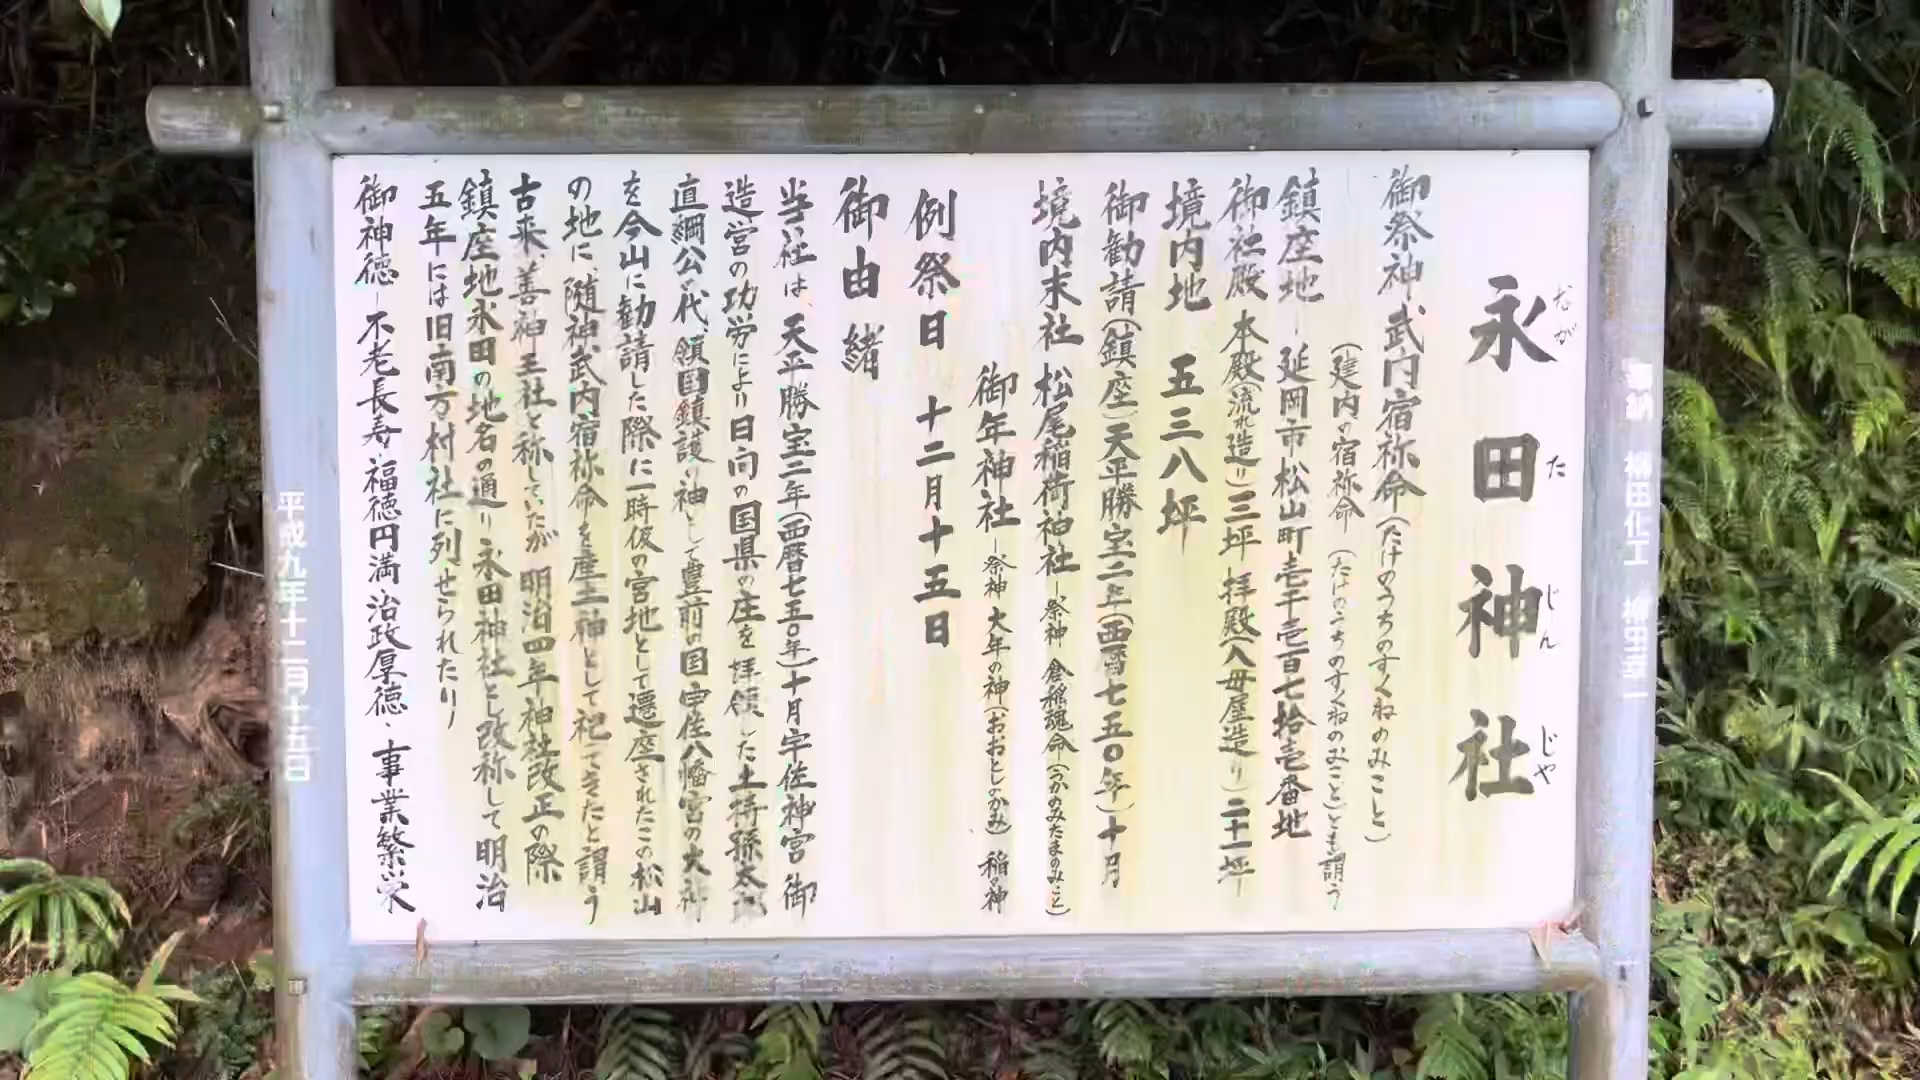 永田神社
ながたじんじゃ
御祭神武内宿祢命(たけのうちのすくねのみこと)
(建内の宿祢命 (たけのうちのすくねのみこと)とも謂う
鎮座地-延岡市松山町壱千壱百七拾壱番地
御社殿 本殿(流れ造り)三坪 拝殿(入母屋造り)二十一坪
境内地 五三八坪
御勧請(鎮座)天平勝宝二年(西暦七五〇年)十月
境内末社 松尾稲荷神社-祭神 倉稲魂命(うかのみたまのみこと)
御年神社-祭神 大年の神(おおとしのかみ) 稲の神
例祭日 十二月十五日
御由緒
当社は、天平勝宝二年(西暦七五〇年)十月宇佐神宮御
造営の功労により日向の国県の庄を拝領した土持孫太郎
直綱公の代、領国鎮護の神として豊前の国宇佐八幡宮の大神
を今山に勧請した際に一時仮の宮地として遷座されたこの松山
の地に、随神武内宿祢命を産土神として祀ってきたと謂う
古来、善神王社と称していたが 明治四年神社改正の際
鎮座地永田の地名の通り永田神社とし改称して明治
五年には旧南方村社に列せられたり
御神徳-不老長寿・福徳円満・治政厚徳・事業繁栄
奉納 柳田化工 柳田幸一
平成九年十二月十五日